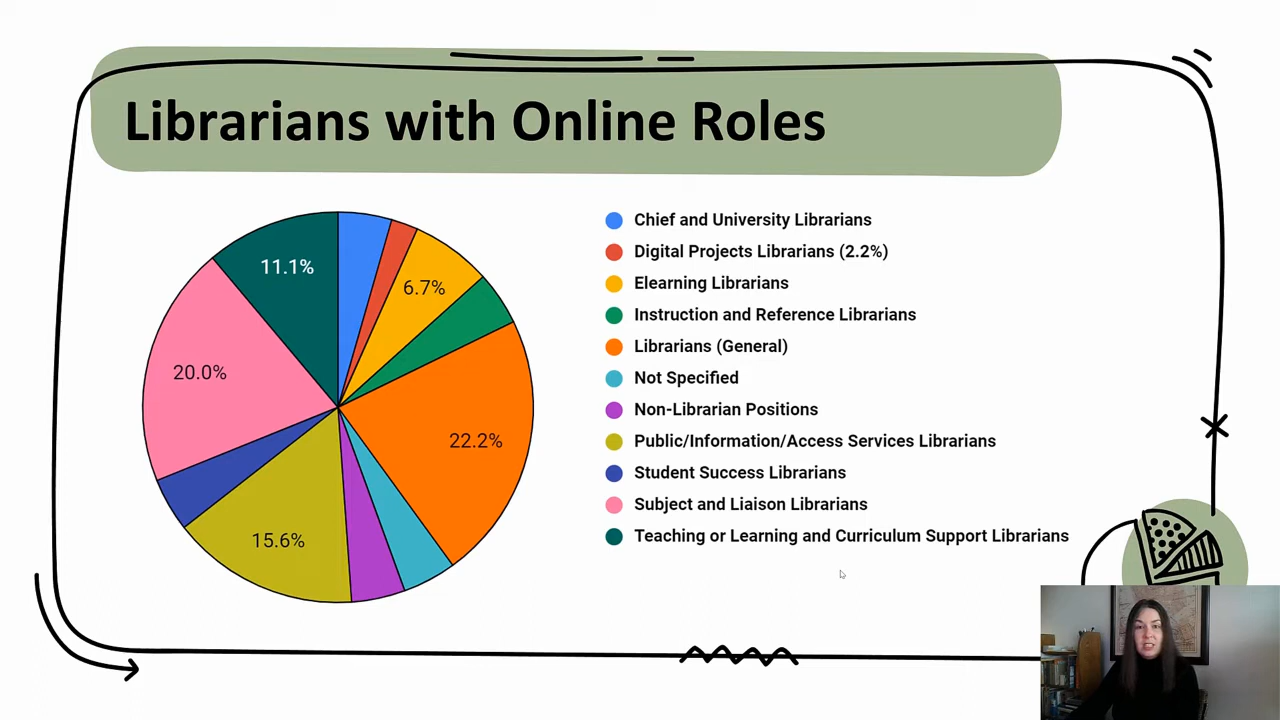 Librarians with Online Roles
11.1%
6.7%
20.0%
22.2%
15.6%
Chief and University Librarians
Digital Projects Librarians (2.2%)
Elearning Librarians
Instruction and Reference Librarians
Librarians (General)
Not Specified
Non-Librarian Positions
Public/Information/Access Services Librarians
Student Success Librarians
Subject and Liaison Librarians
Teaching or Learning and Curriculum Support Librarians